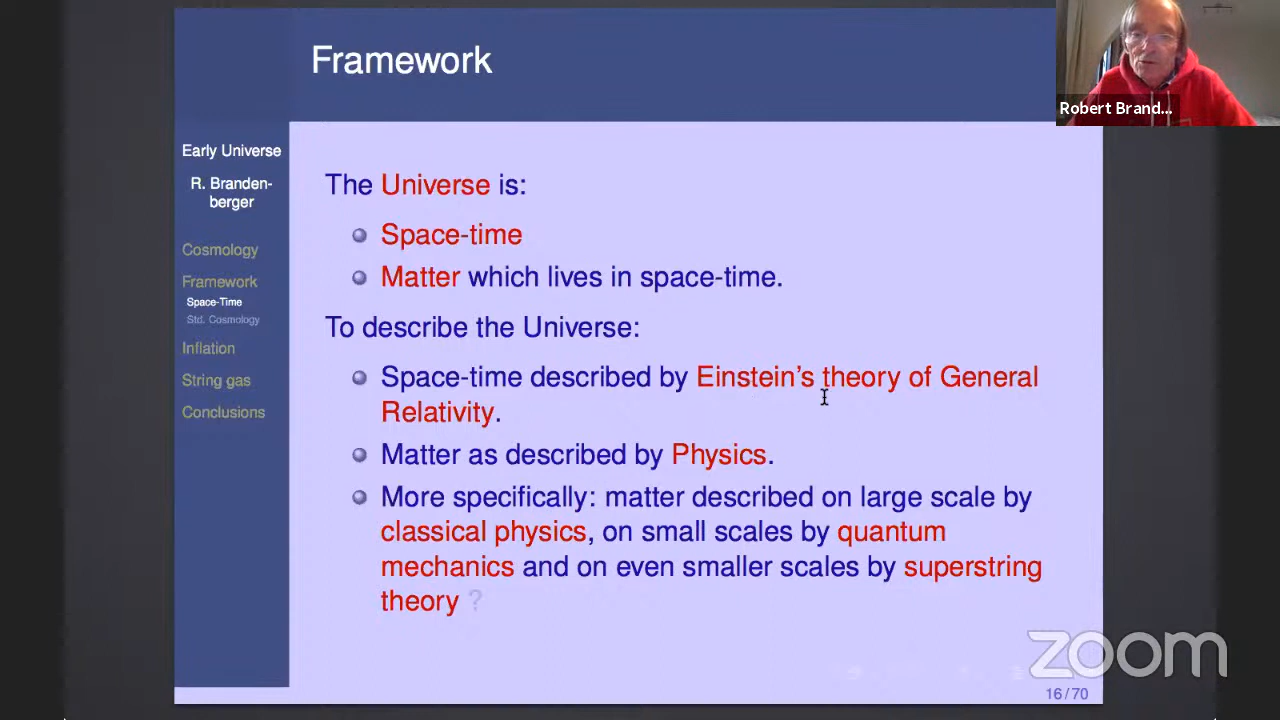 Framework
Robert Brand...
Early Universe
R. Branden-
berger
Cosmology
Framework
Space-Time
Std. Cosmology
Inflation
String gas
Conclusions
The Universe is:
Space-time
Matter which lives in space-time.
To describe the Universe:
Space-time described by Einstein's theory of General
Relativity.
Matter as described by Physics.
More specifically: matter described on large scale by
classical physics, on small scales by quantum
mechanics and on even smaller scales by superstring
theory ?
zoom
16/70